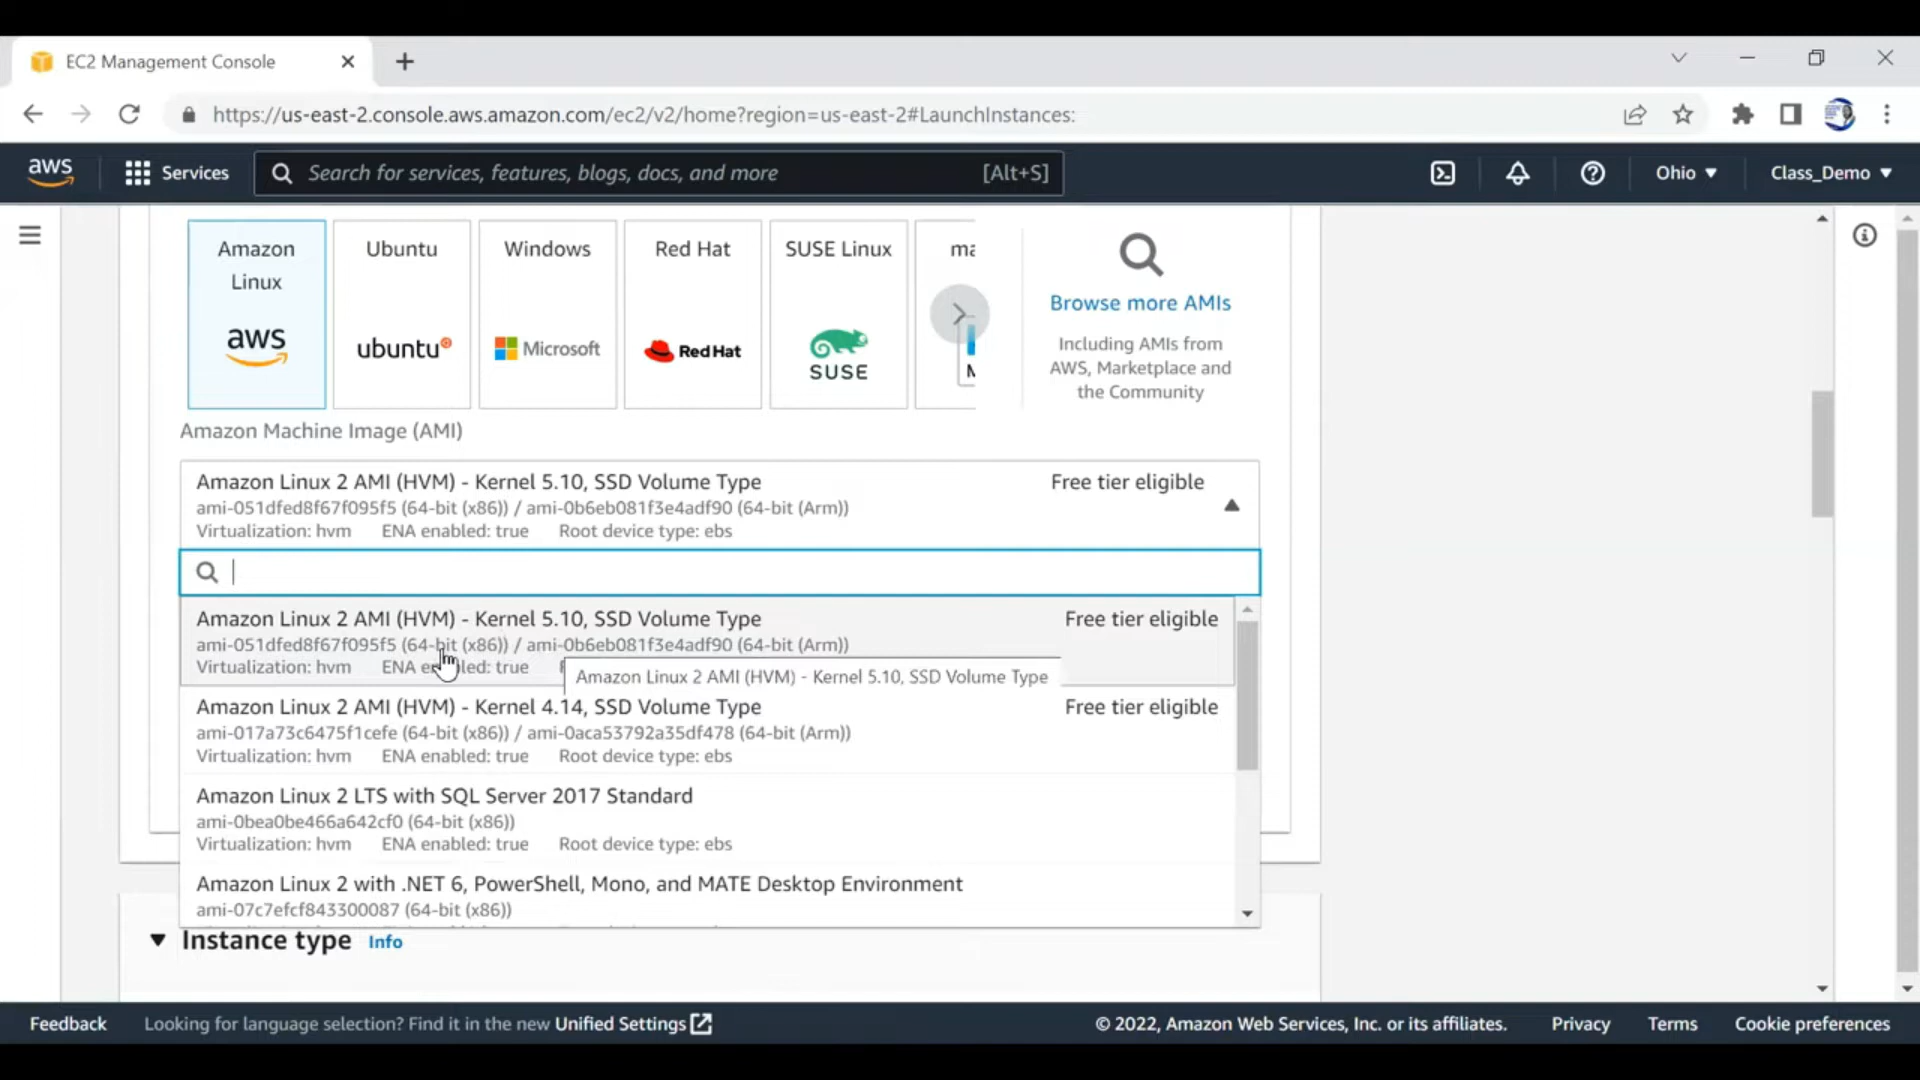 EC2 Management Console
https://us-east-2.console.aws.amazon.com/ec2/v2/home?region=us-east-2#LaunchInstances:
aws
Services
Search for services, features, blogs, docs, and more
[Alt+S]
Ohio
Class_Demo
Amazon
Linux
aws
Ubuntu
ubuntu
Windows
Microsoft
Red Hat
Red Hat
SUSE Linux
SUSE
ma
M
Browse more AMIs
Including AMIs from
AWS, Marketplace and
the Community
Amazon Machine Image (AMI)
Amazon Linux 2 AMI (HVM) - Kernel 5.10, SSD Volume Type
Free tier eligible
ami-051dfed8f67f095f5 (64-bit (x86)) / ami-0b6eb081f3e4adf90 (64-bit (Arm))
Virtualization: hvm ENA enabled: true Root device type: ebs
Amazon Linux 2 AMI (HVM) - Kernel 5.10, SSD Volume Type
Free tier eligible
ami-051dfed8f67f095f5 (64-bit (x86)) / ami-0b6eb081f3e4adf90 (64-bit (Arm))
Virtualization: hvm ENA enabled: true
Amazon Linux 2 AMI (HVM) - Kernel 5.10, SSD Volume Type
Amazon Linux 2 AMI (HVM) - Kernel 4.14, SSD Volume Type
Free tier eligible
ami-017a73c6475f1cefe (64-bit (x86)) / ami-0aca53792a35df478 (64-bit (Arm))
Virtualization: hvm ENA enabled: true Root device type: ebs
Amazon Linux 2 LTS with SQL Server 2017 Standard
ami-0bea0be466a642cf0 (64-bit (x86))
Virtualization: hvm ENA enabled: true Root device type: ebs
Amazon Linux 2 with .NET 6, PowerShell, Mono, and MATE Desktop Environment
ami-07c7efcf843300087 (64-bit (x86))
Instance type Info
Feedback
Looking for language selection? Find it in the new Unified Settings
© 2022, Amazon Web Services, Inc. or its affiliates.
Privacy
Terms
Cookie preferences